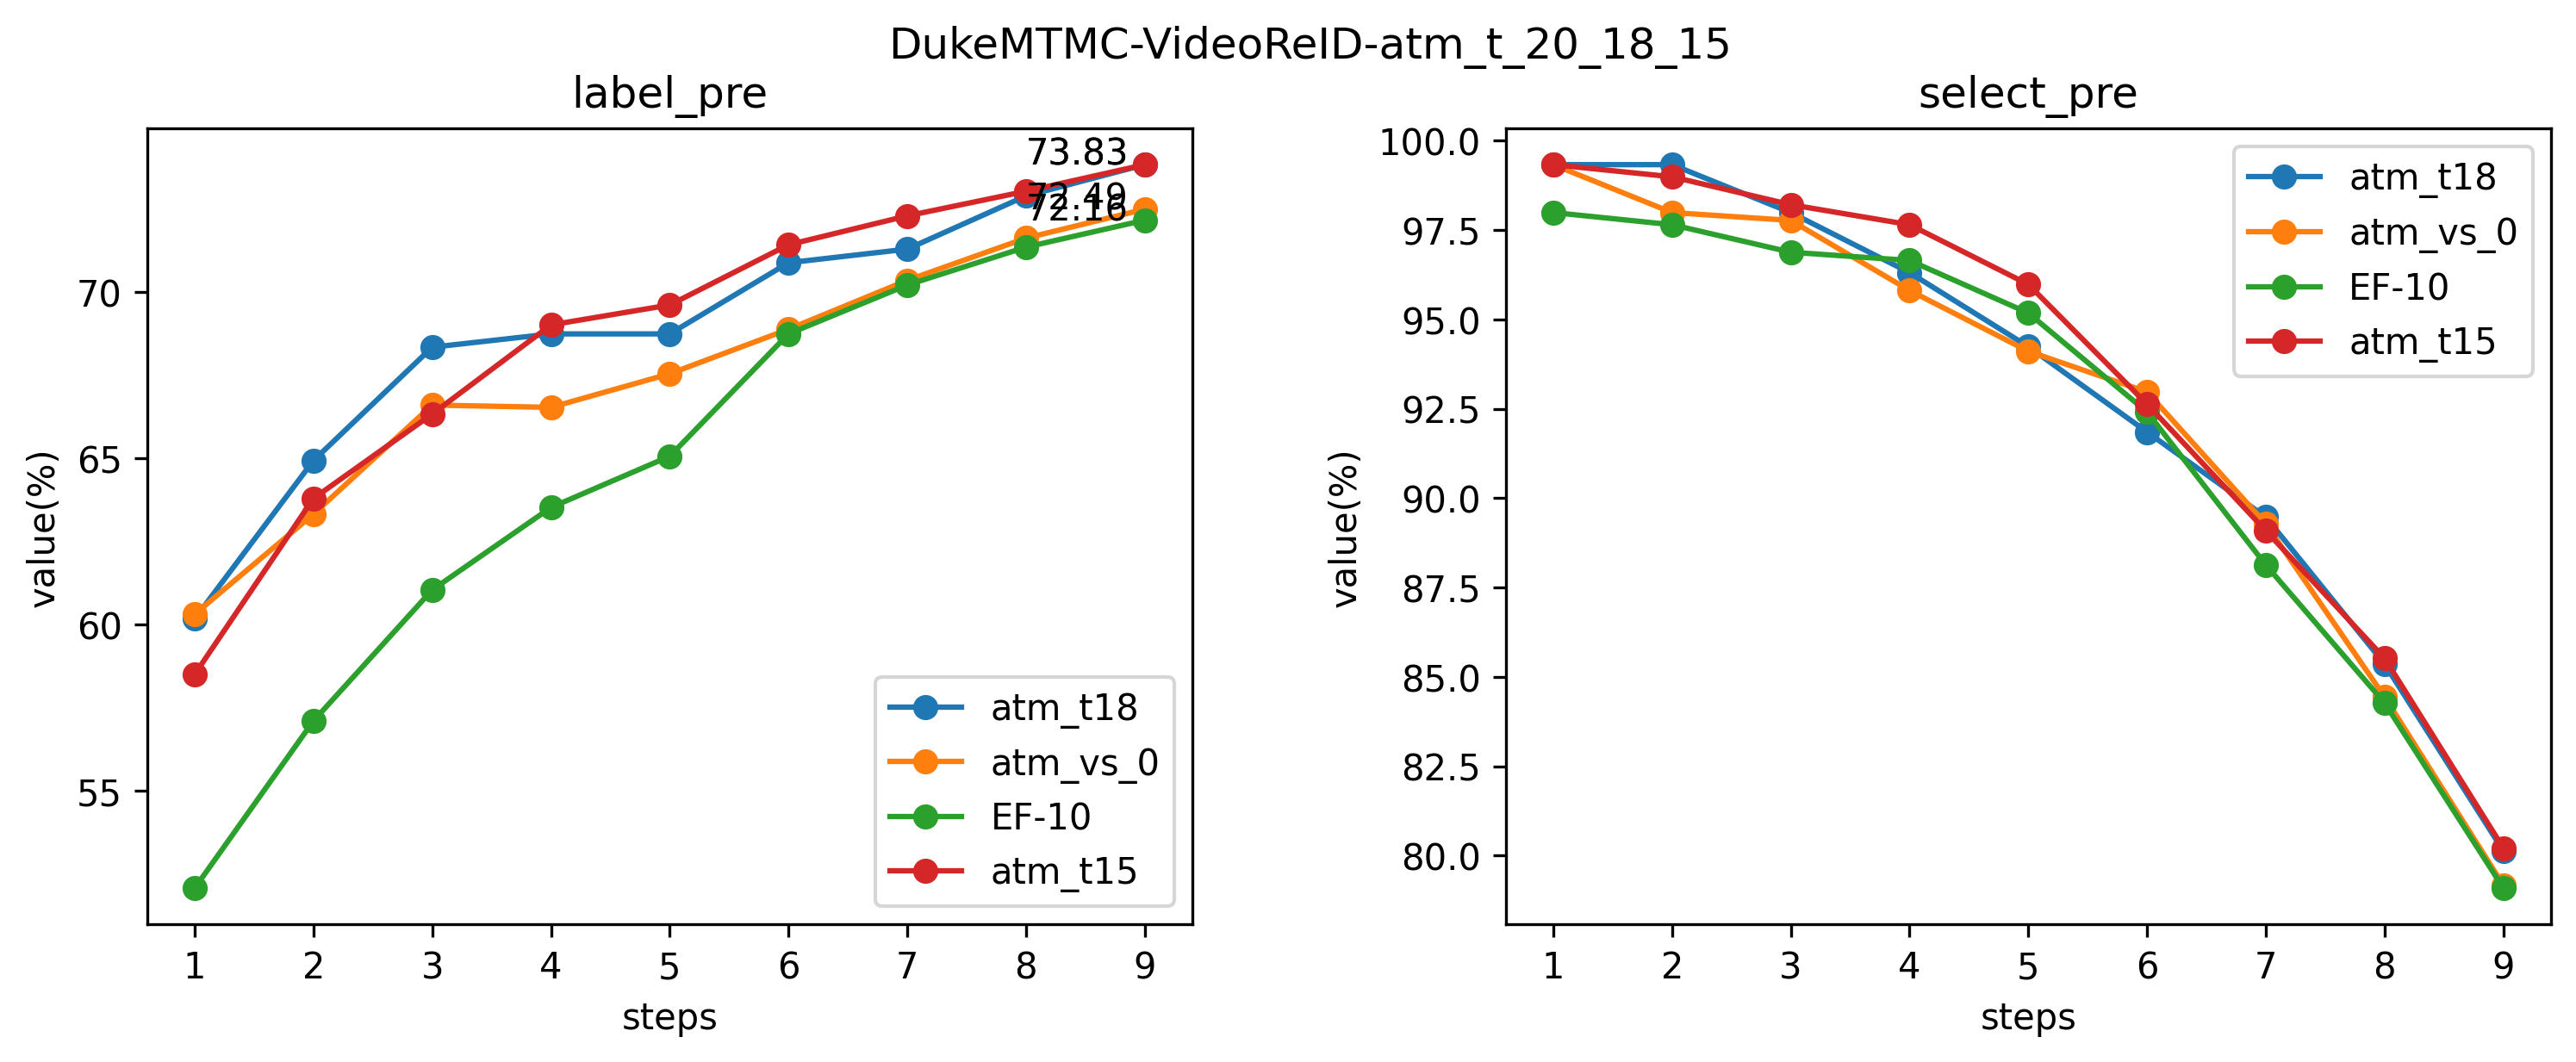 DukeMTMC-VideoReID-atm_t_20_18_15
label_pre
73.83
72.49
72.16
70
65
60
55
value(%)
1 2 3 4 5 6 7 8 9
steps
atm_t18
atm_vs_0
EF-10
atm_t15
select_pre
100.0
97.5
95.0
92.5
90.0
87.5
85.0
82.5
80.0
value(%)
1 2 3 4 5 6 7 8 9
steps
atm_t18
atm_vs_0
EF-10
atm_t15